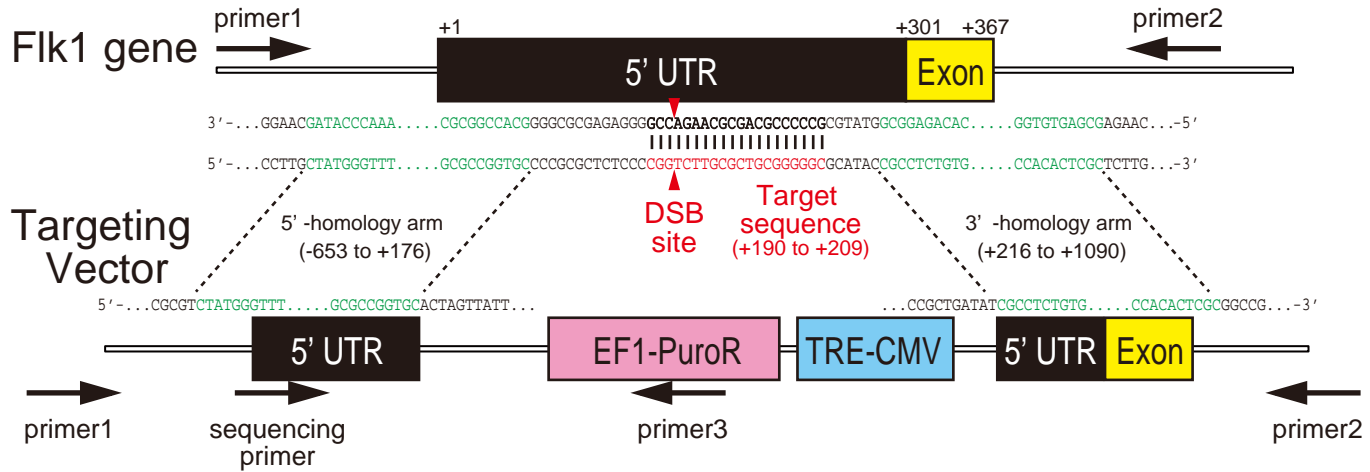 primer1
+1
+301 +367
primer2
Flk1 gene
5’ UTR
Exon
3’-...GGAACGATACCCAAA.....CGCGGCCACGGGGCGCGAGAGGGGCCAGAACGCGACGCCCCCGCGTATGGCGGAGACAC.....GGTGTGAGCGAGAAC...-5’
...CCTTGCTATGGGTTT.....GCGCCGGTGCCCCGCGCTCTCCCCGGTCTTGCGCTGCGGGGGCGCATACCGCCTCTGTG.....CCACACTCGCTCTTG...-3’
DSB
site
Target
sequence
(+190 to +209)
5’ -homology arm
(-653 to +176)
3’ -homology arm
(+216 to +1090)
Targeting
Vector
5’-...CGCGTCTATGGGTTT.....GCGCCGGTGCACTAGTTATT...
...CCGCTGATATCGCCTCTGTG.....CCACACTCGCGGCCG...-3’
5’ UTR
EF1-PuroR
TRE-CMV
5’ UTR
Exon
primer1
sequencing
primer
primer3
primer2